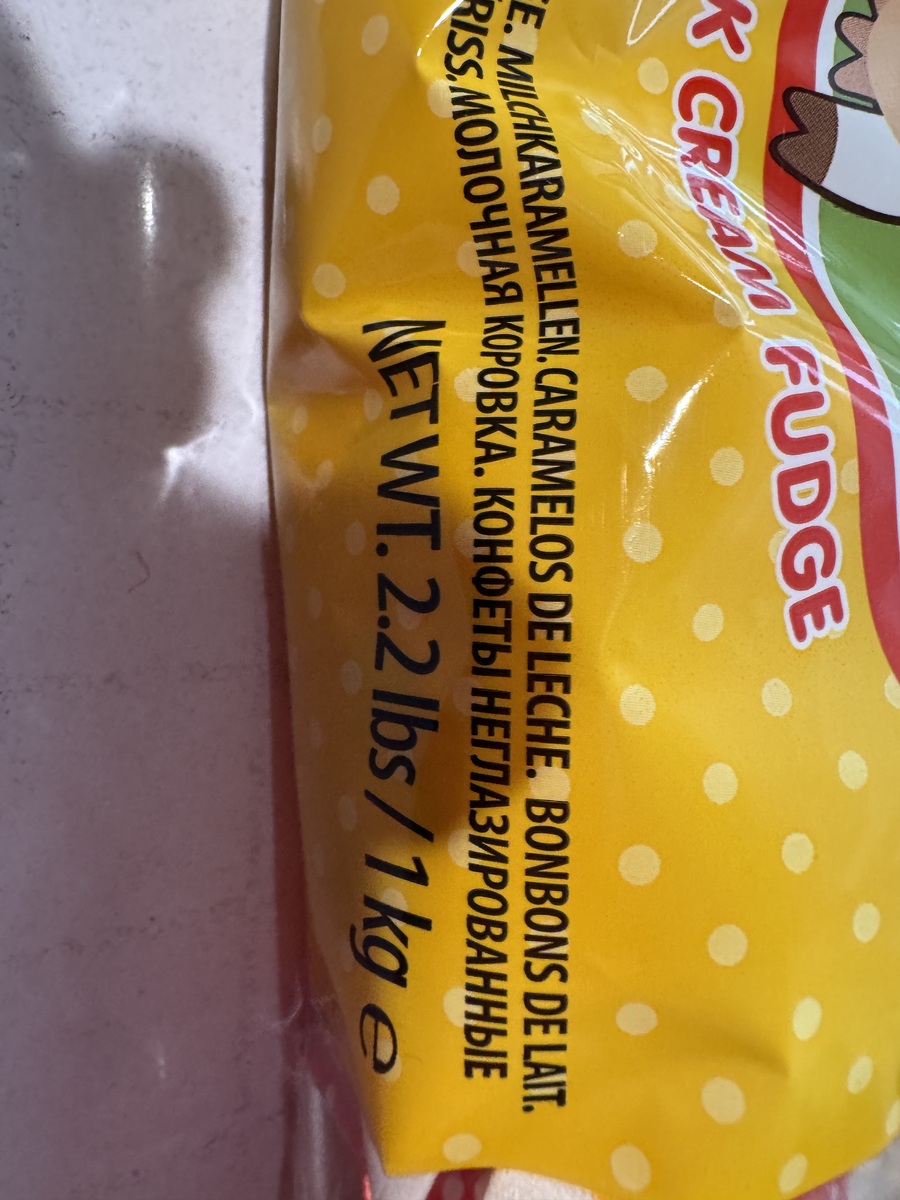 CREAM FUDGE
MILCHKARAMELLEN. CARAMELOS DE LECHE. BONBONS DE LAIT.
МОЛОЧНАЯ КОРОВКА. КОНФЕТЫ НЕГЛАЗИРОВАННЫЕ
NET WT. 2.2 lbs / 1 kg ℮